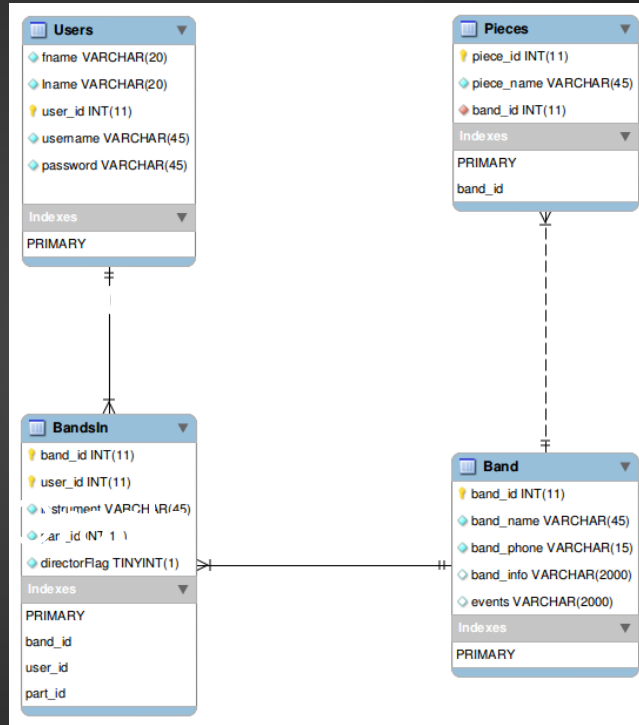 Users
fname VARCHAR(20)
lname VARCHAR(20)
user_id INT(11)
username VARCHAR(45)
password VARCHAR(45)
Indexes
PRIMARY
Pieces
piece_id INT(11)
piece_name VARCHAR(45)
band_id INT(11)
Indexes
PRIMARY
band_id
BandsIn
band_id INT(11)
user_id INT(11)
VARCHAR(45)
directorFlag TINYINT(1)
Indexes
PRIMARY
band_id
user_id
part_id
Band
band_id INT(11)
band_name VARCHAR(45)
band_phone VARCHAR(15)
band_info VARCHAR(2000)
events VARCHAR(2000)
Indexes
PRIMARY